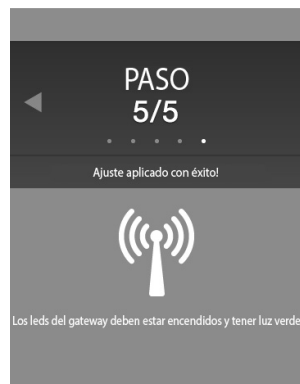 PASO
5/5
Ajuste aplicado con éxito!
Los leds del gateway deben estar encendidos y tener luz verde